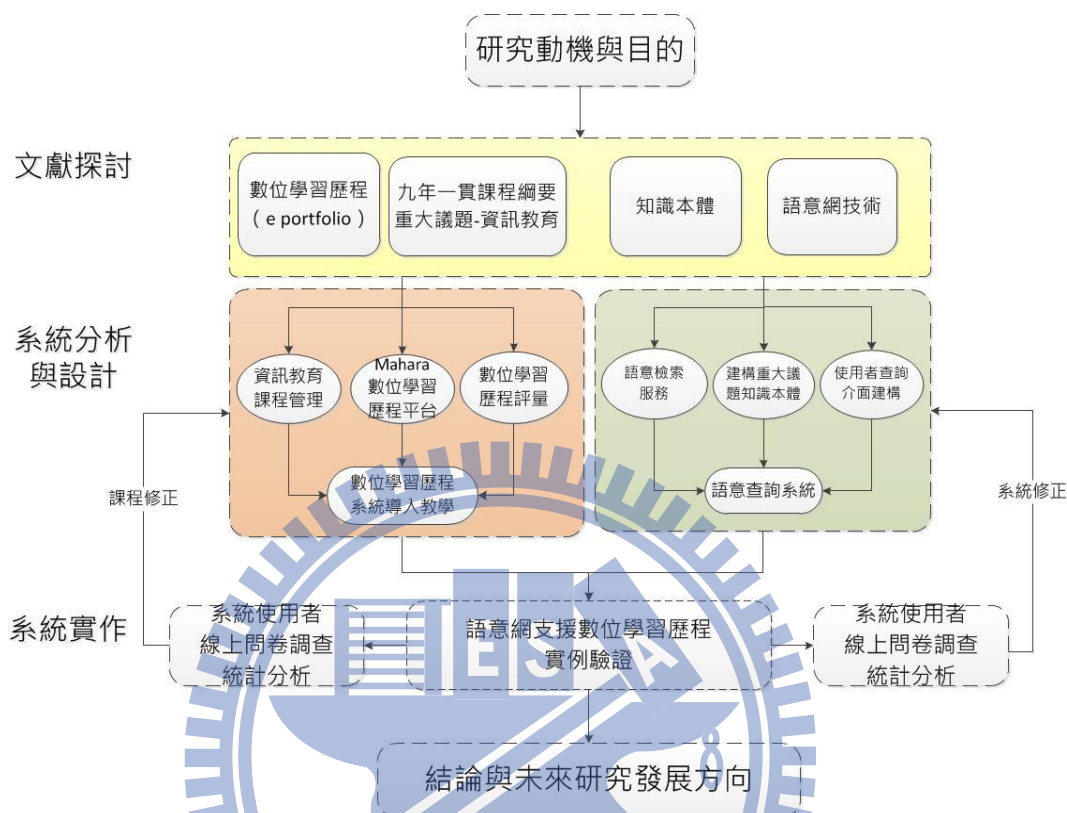 研究動機與目的
文獻探討
數位學習歷程
（e portfolio）
九年一貫課程綱要
重大議題-資訊教育
知識本體
語意網技術
系統分析
與設計
資訊教育
課程管理
Mahara
數位學習
歷程平台
數位學習
歷程評量
語意檢索
服務
建構重大議
題知識本體
使用者查詢
介面建構
數位學習歷程
系統導入教學
語意查詢系統
課程修正
系統修正
系統實作
系統使用者
線上問卷調查
統計分析
語意網支援數位學習歷程
實例驗證
系統使用者
線上問卷調查
統計分析
ESA
8
結論與未來研究發展方向